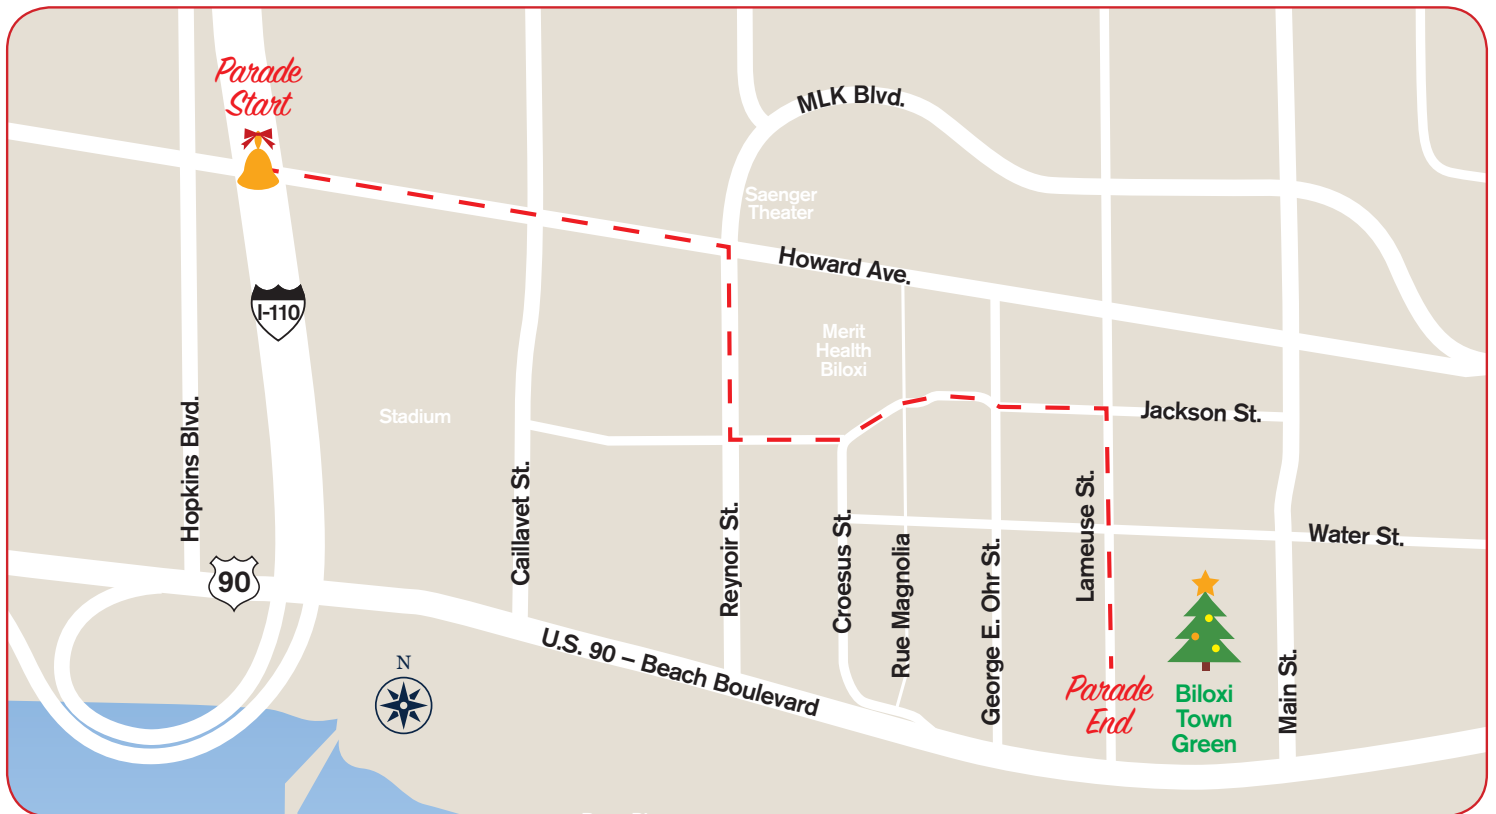 Parade
Start
MLK Blvd.
Saenger
Theater
Howard Ave.
I-110
Merit
Health
Biloxi
Stadium
Jackson St.
Hopkins Blvd.
Caillavet St.
Reynoir St.
Croesus St.
Rue Magnolia
George E. Ohr St.
Lameuse St.
Water St.
90
U.S. 90 – Beach Boulevard
N
Parade
End
Biloxi
Town
Green
Main St.